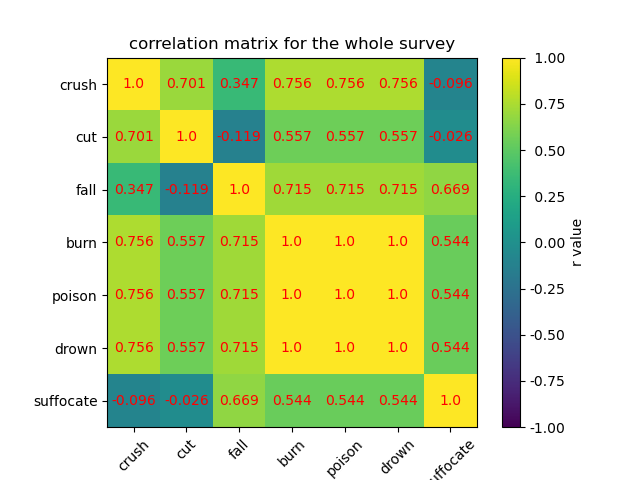 correlation matrix for the whole survey
crush 1.0 0.701 0.347 0.756 0.756 0.756 -0.096
cut 0.701 1.0 -0.119 0.557 0.557 0.557 -0.026
fall 0.347 -0.119 1.0 0.715 0.715 0.715 0.669
burn 0.756 0.557 0.715 1.0 1.0 1.0 0.544
poison 0.756 0.557 0.715 1.0 1.0 1.0 0.544
drown 0.756 0.557 0.715 1.0 1.0 1.0 0.544
suffocate -0.096 -0.026 0.669 0.544 0.544 0.544 1.0
crush cut fall burn poison drown uffocate
1.00
0.75
0.50
0.25
0.00
-0.25
-0.50
-0.75
-1.00
r value